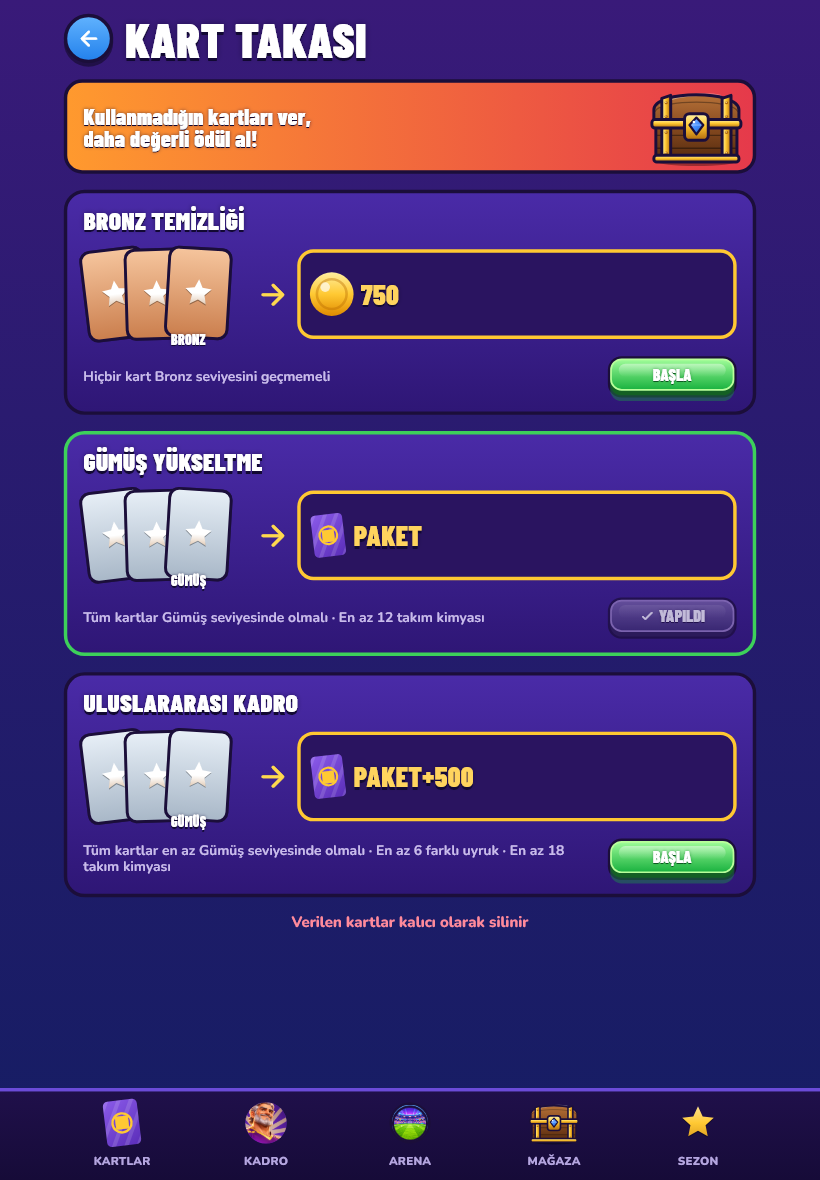 KART TAKASI
Kullanmadığın kartları ver,
daha değerli ödül al!
BRONZ TEMİZLİĞİ
BRONZ
750
Hiçbir kart Bronz seviyesini geçmemeli
BAŞLA
GÜMÜŞ YÜKSELTME
GÜMÜŞ
PAKET
Tüm kartlar Gümüş seviyesinde olmalı · En az 12 takım kimyası
YAPILDI
ULUSLARARASI KADRO
GÜMÜŞ
PAKET+500
Tüm kartlar en az Gümüş seviyesinde olmalı · En az 6 farklı uyruk · En az 18
takım kimyası
BAŞLA
Verilen kartlar kalıcı olarak silinir
KARTLAR
KADRO
ARENA
MAĞAZA
SEZON